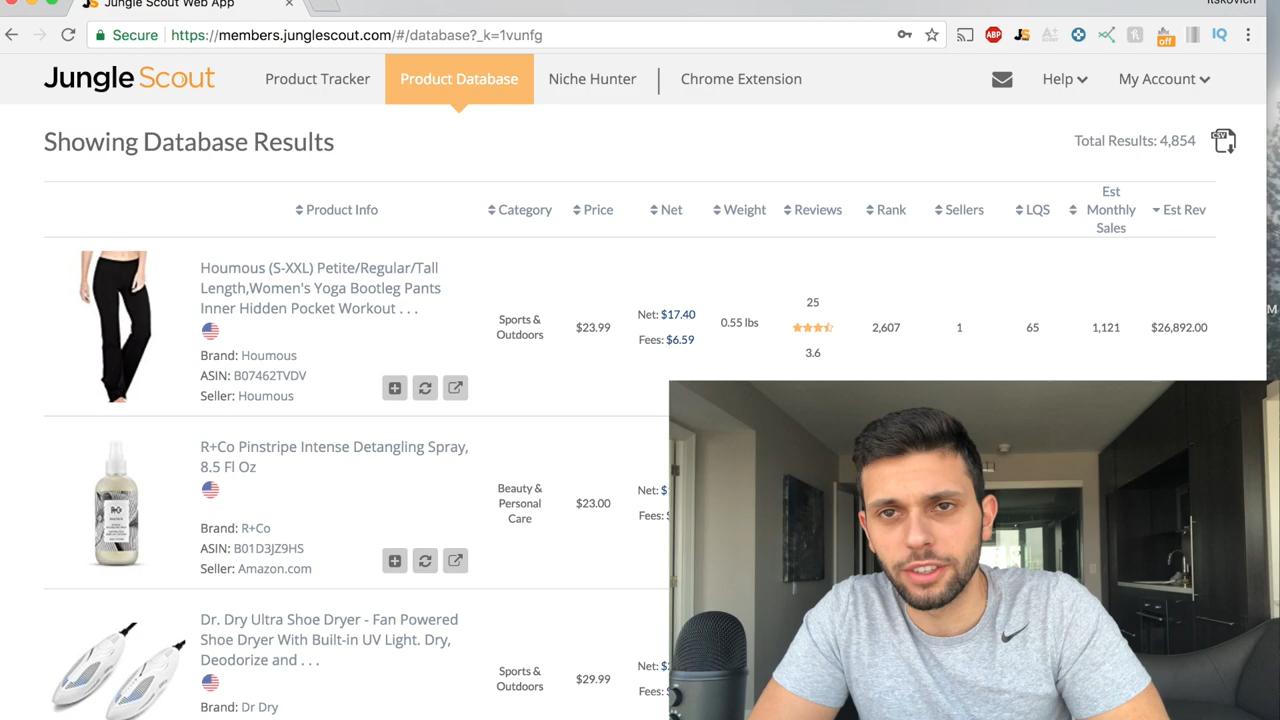 Jungle Scout Web App
Itskovich
Secure https://members.junglescout.com/#/database?_k=1vunfg
ABP
JS
A+
off
IQ
Jungle Scout
Product Tracker
Product Database
Niche Hunter
Chrome Extension
Help
My Account
Showing Database Results
Total Results: 4,854
CSV
Product Info
Category
Price
Net
Weight
Reviews
Rank
Sellers
LQS
Est
Monthly
Sales
Est Rev
Houmous (S-XXL) Petite/Regular/Tall
Length,Women's Yoga Bootleg Pants
Inner Hidden Pocket Workout . . .
Brand: Houmous
ASIN: B07462TVDV
Seller: Houmous
Sports &
Outdoors
$23.99
Net: $17.40
Fees: $6.59
0.55 lbs
25
3.6
2,607
1
65
1,121
$26,892.00
R+Co Pinstripe Intense Detangling Spray,
8.5 Fl Oz
Brand: R+Co
ASIN: B01D3JZ9HS
Seller: Amazon.com
Beauty &
Personal
Care
$23.00
Net: $
Fees:
Dr. Dry Ultra Shoe Dryer - Fan Powered
Shoe Dryer With Built-in UV Light. Dry,
Deodorize and . . .
Brand: Dr Dry
Sports &
Outdoors
$29.99
Net: $
Fees: